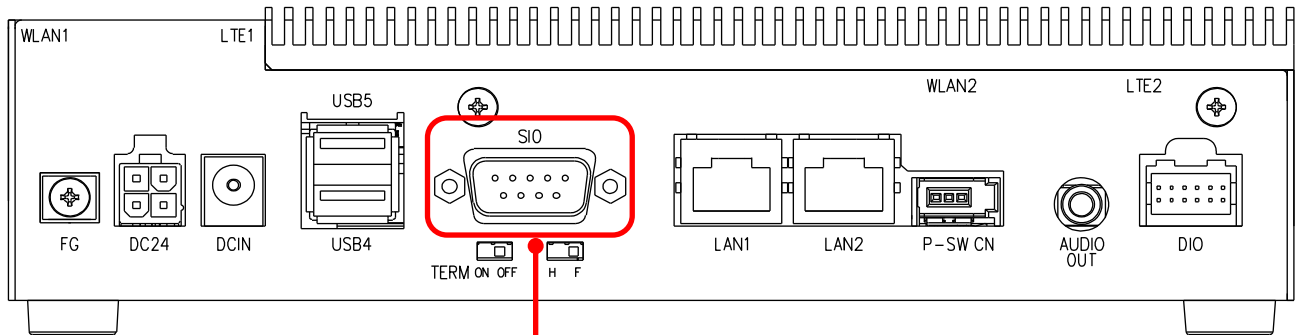 WLAN1 LTE1
WLAN2 LTE2
USB5
SIO
FG DC24 DCIN USB4 LAN1 LAN2 P-SW CN AUDIO OUT DIO
TERM ON OFF H F